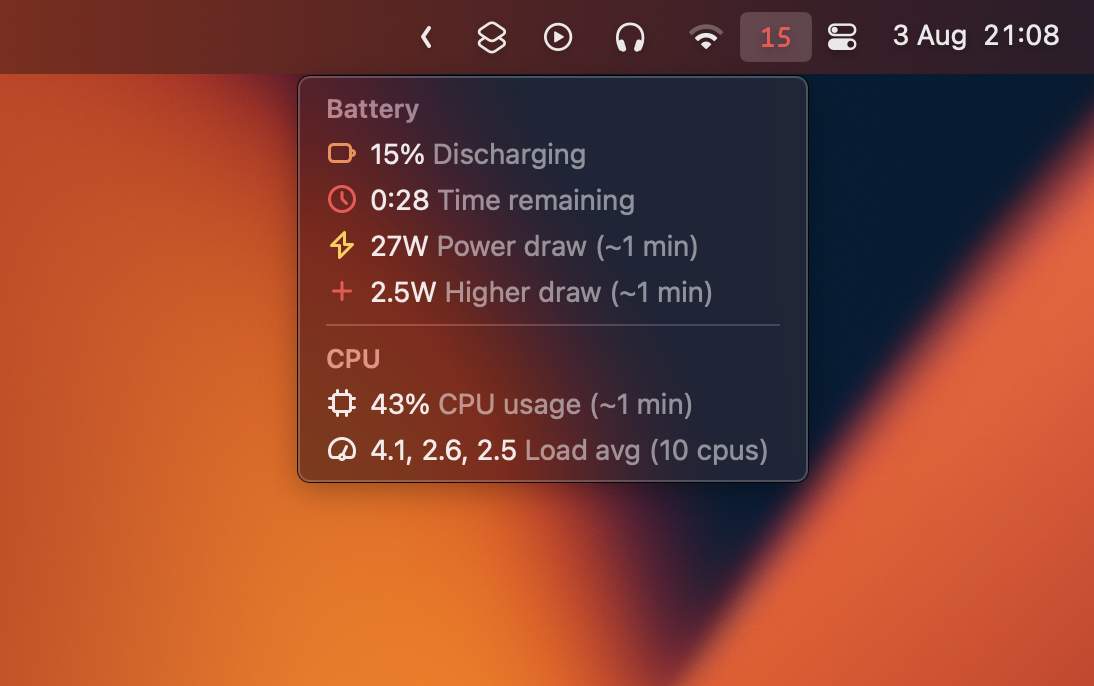 15
3 Aug 21:08
Battery
15% Discharging
0:28 Time remaining
27W Power draw (~1 min)
2.5W Higher draw (~1 min)
CPU
43% CPU usage (~1 min)
4.1, 2.6, 2.5 Load avg (10 cpus)